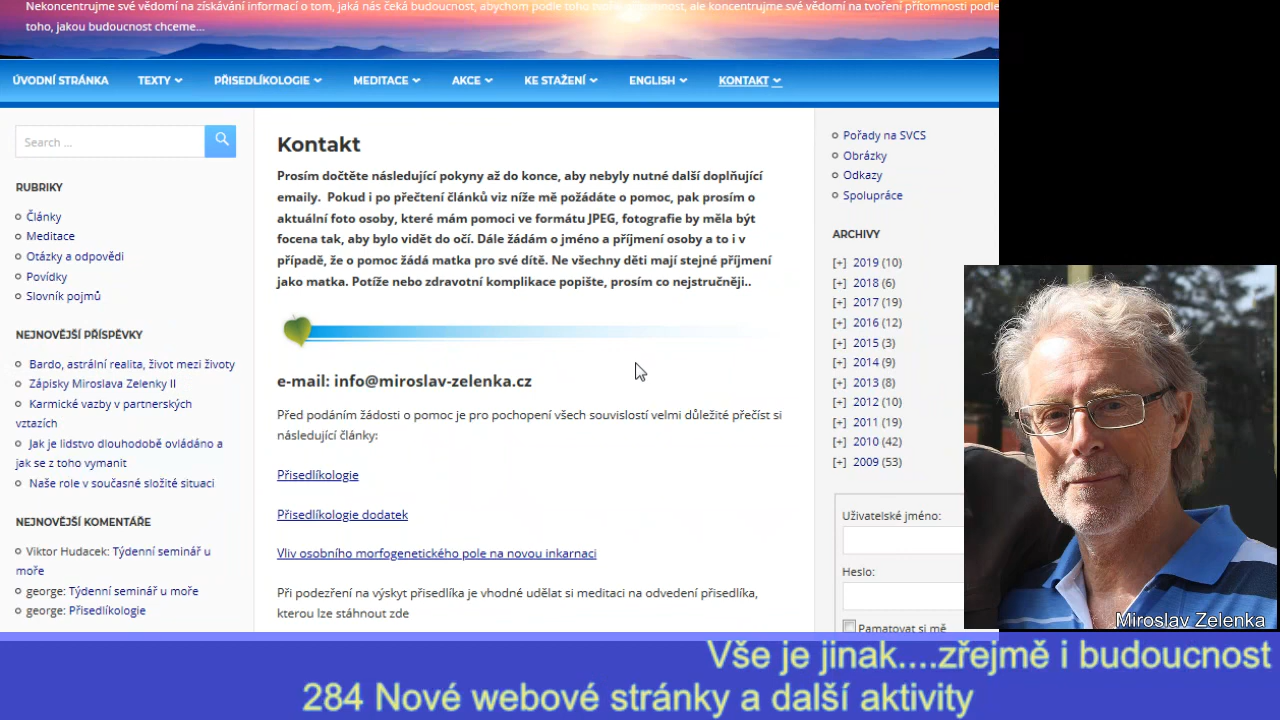 Nekoncentrujme své vědomí na získávání informací o tom, jaká nás čeká budoucnost, abychom podle toho tvořili přítomnost, ale koncentrujme své vědomí na tvoření přítomnosti podle
toho, jakou budoucnost chceme...
ÚVODNÍ STRÁNKA TEXTY PŘISEDLÍKOLOGIE MEDITACE AKCE KE STAŽENÍ ENGLISH KONTAKT
Search ...
RUBRIKY
Články
Meditace
Otázky a odpovědi
Povídky
Slovník pojmů
NEJNOVĚJŠÍ PŘÍSPĚVKY
Bardo, astrální realita, život mezi životy
Zápisky Miroslava Zelenky II
Karmické vazby v partnerských
vztazích
Jak je lidstvo dlouhodobě ovládáno a
jak se z toho vymanit
Naše role v současné složité situaci
NEJNOVĚJŠÍ KOMENTÁŘE
Viktor Hudacek: Týdenní seminář u
moře
george: Týdenní seminář u moře
george: Přisedlíkologie
Kontakt
Prosím dočtěte následující pokyny až do konce, aby nebyly nutné další doplňující
emaily. Pokud i po přečtení článků viz níže mě požádáte o pomoc, pak prosím o
aktuální foto osoby, které mám pomoci ve formátu JPEG, fotografie by měla být
focena tak, aby bylo vidět do očí. Dále žádám o jméno a příjmení osoby a to i v
případě, že o pomoc žádá matka pro své dítě. Ne všechny děti mají stejné příjmení
jako matka. Potíže nebo zdravotní komplikace popište, prosím co nejstručněji..
e-mail: info@miroslav-zelenka.cz
Před podáním žádosti o pomoc je pro pochopení všech souvislostí velmi důležité přečíst si
následující články:
Přisedlíkologie
Přisedlíkologie dodatek
Vliv osobního morfogenetického pole na novou inkarnaci
Při podezření na výskyt přisedlíka je vhodné udělat si meditaci na odvedení přisedlíka,
kterou lze stáhnout zde
Pořady na SVCS
Obrázky
Odkazy
Spolupráce
ARCHIVY
[+] 2019 (10)
[+] 2018 (6)
[+] 2017 (19)
[+] 2016 (12)
[+] 2015 (3)
[+] 2014 (9)
[+] 2013 (8)
[+] 2012 (10)
[+] 2011 (19)
[+] 2010 (42)
[+] 2009 (53)
Uživatelské jméno:
Heslo:
Pamatovat si mě
Miroslav Zelenka
Vše je jinak....zřejmě i budoucnost
284 Nové webové stránky a další aktivity